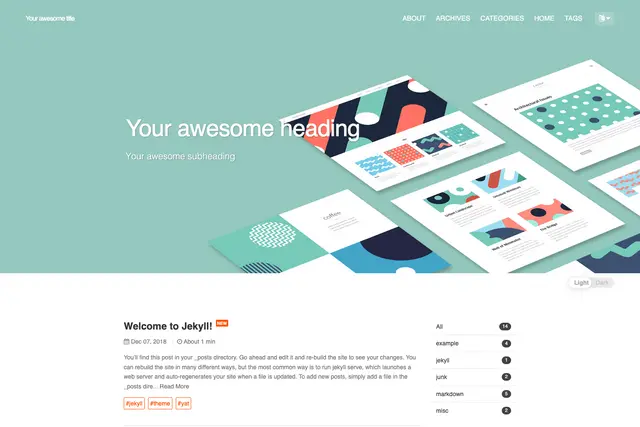 Your awesome title
ABOUT ARCHIVES CATEGORIES HOME TAGS
Your awesome heading
Your awesome subheading
Architectural Issues
coffee
Light Dark
Welcome to Jekyll! NEW
Dec 07, 2018 About 1 min
You'll find this post in your _posts directory. Go ahead and edit it and re-build the site to see your changes. You
can rebuild the site in many different ways, but the most common way is to run jekyll serve, which launches a
web server and auto-regenerates your site when a file is updated. To add new posts, simply add a file in the
_posts dire... Read More
#jekyll #theme #yat
All 14
example 4
jekyll 1
junk 2
markdown 5
misc 2